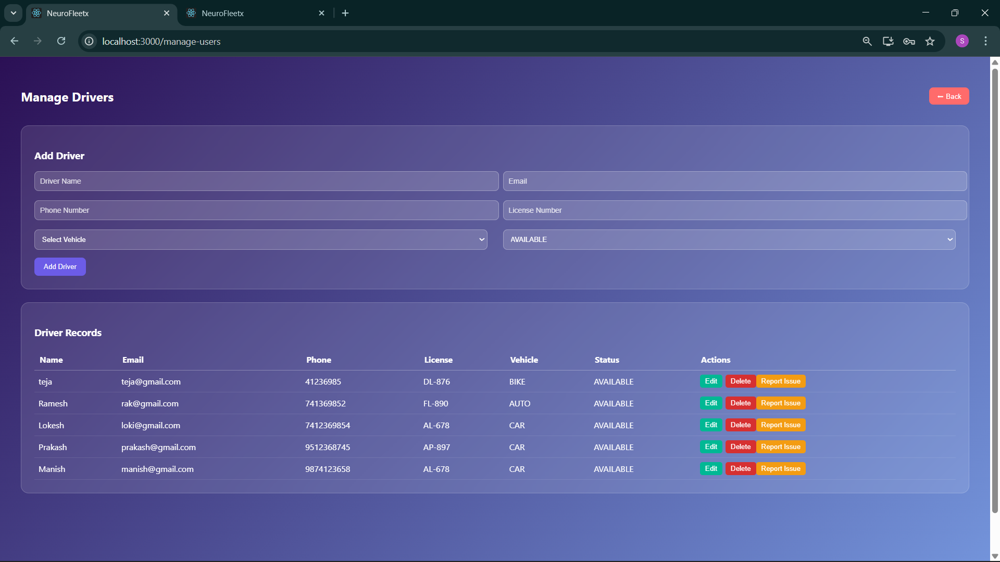 NeuroFleetx
NeuroFleetx
localhost:3000/manage-users
S
Manage Drivers
← Back
Add Driver
Driver Name Email
Phone Number License Number
Select Vehicle AVAILABLE
Add Driver
Driver Records
Name Email Phone License Vehicle Status Actions
teja teja@gmail.com 41236985 DL-876 BIKE AVAILABLE Edit Delete Report Issue
Ramesh rak@gmail.com 741369852 FL-890 AUTO AVAILABLE Edit Delete Report Issue
Lokesh loki@gmail.com 7412369854 AL-678 CAR AVAILABLE Edit Delete Report Issue
Prakash prakash@gmail.com 9512368745 AP-897 CAR AVAILABLE Edit Delete Report Issue
Manish manish@gmail.com 9874123658 AL-678 CAR AVAILABLE Edit Delete Report Issue